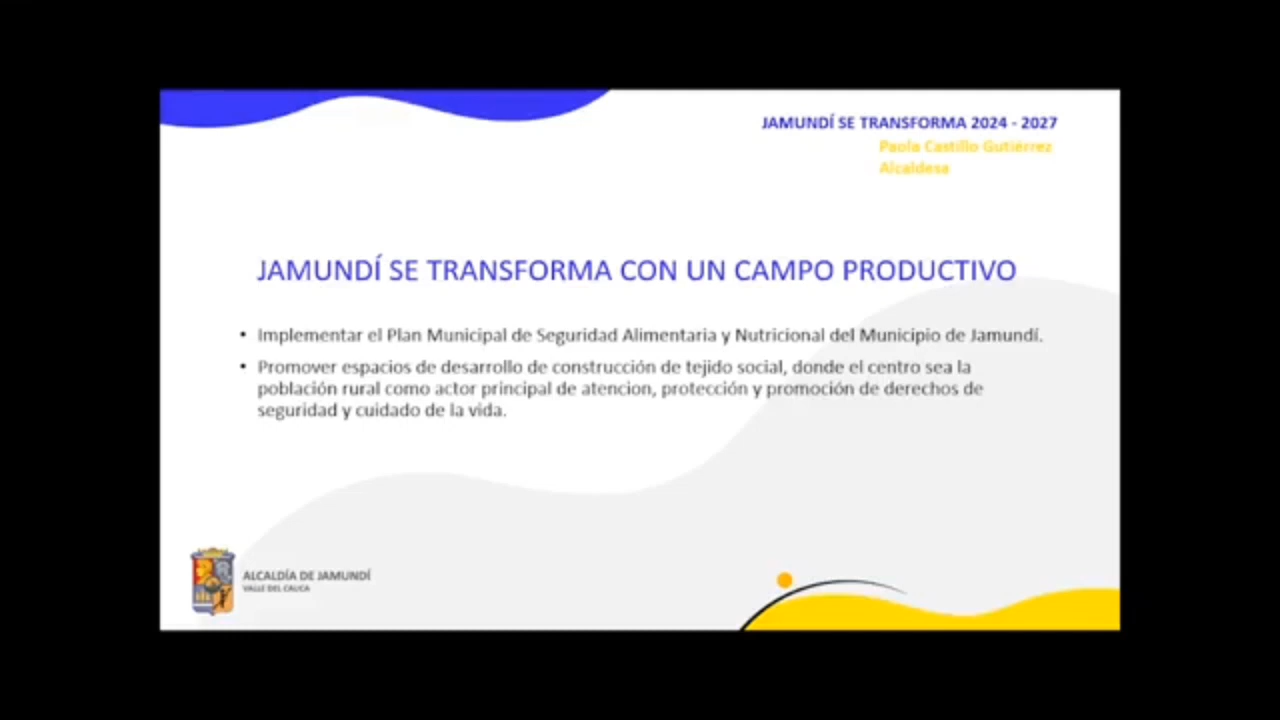 JAMUNDÍ SE TRANSFORMA 2024 - 2027
Paola Castillo Gutiérrez
Alcaldesa
JAMUNDÍ SE TRANSFORMA CON UN CAMPO PRODUCTIVO
• Implementar el Plan Municipal de Seguridad Alimentaria y Nutricional del Municipio de Jamundí.
• Promover espacios de desarrollo de construcción de tejido social, donde el centro sea la
población rural como actor principal de atencion, protección y promoción de derechos de
seguridad y cuidado de la vida.
ALCALDÍA DE JAMUNDÍ
VALLE DEL CAUCA